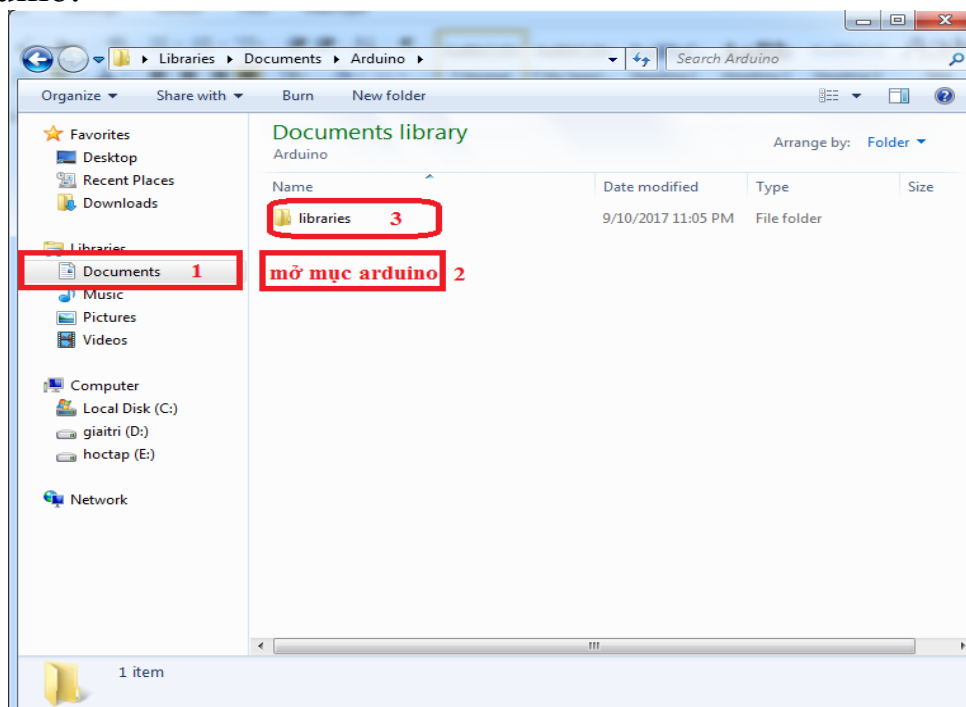 Libraries ▸ Documents ▸ Arduino ▸
Search Arduino
Organize Share with Burn New folder
Favorites
Desktop
Recent Places
Downloads
Libraries
Documents 1
Music
Pictures
Videos
Computer
Local Disk (C:)
giaitri (D:)
hoctap (E:)
Network
Documents library
Arduino
Arrange by: Folder
Name Date modified Type Size
libraries 3 9/10/2017 11:05 PM File folder
mở mục arduino 2
1 item